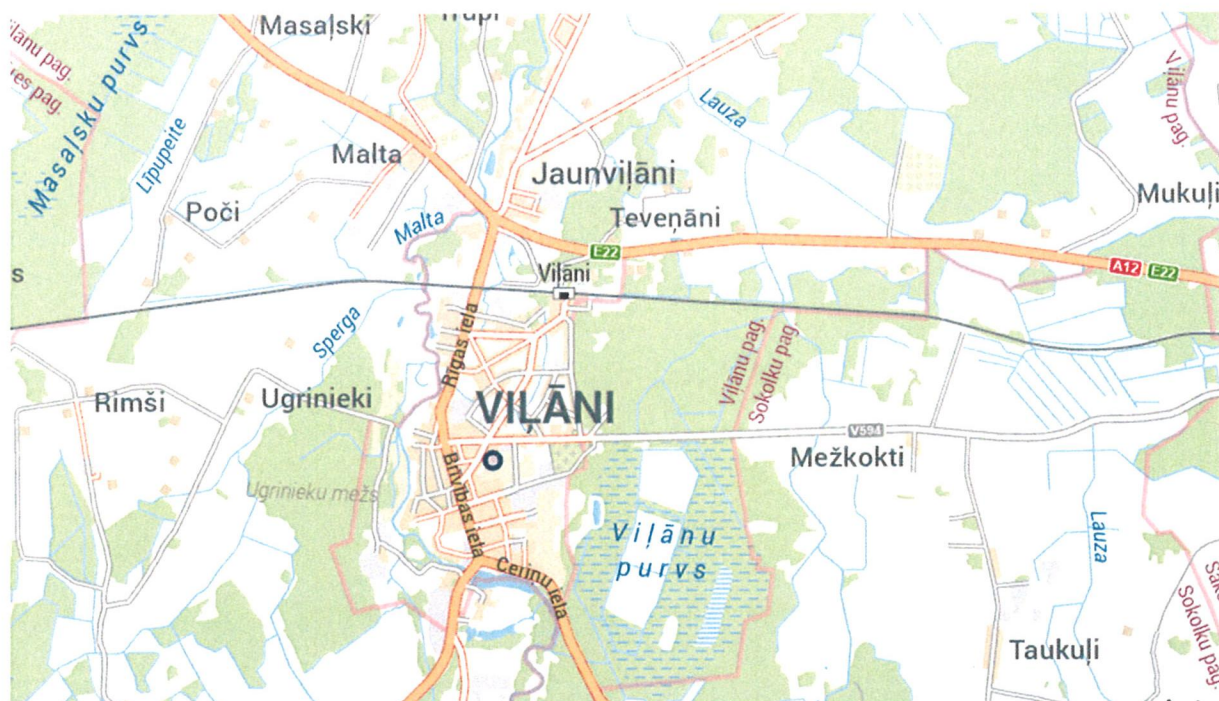 Masaļski
Trupi
Viļānu pag.
Masaļsku purvs
Līpupeite
Lauza
Viļānu pag.
Malta
Jaunviļāni
Mukuļi
Poči
Malta
Teveņāni
E22
A12
E22
s
Viļāni
Sperga
Rīgas iela
Viļānu pag.
Sokolku pag
Rimši
Ugrinieki
VIĻĀNI
V594
Mežkokti
Brīvības iela
Ugrinieku mežs
Viļānu
purvs
Lauza
Ceriņu iela
Sokolku pag.
Taukuļi